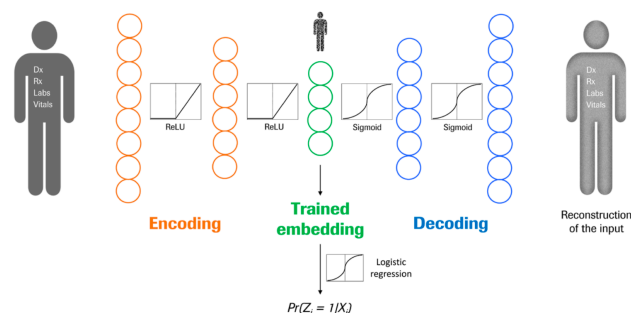 Dx
Rx
Labs
Vitals
ReLU
ReLU
Sigmoid
Sigmoid
Dx
Rx
Labs
Vitals
Encoding
Trained
embedding
Decoding
Reconstruction
of the input
Logistic
regression
Pr(Zᵢ = 1|Xᵢ)